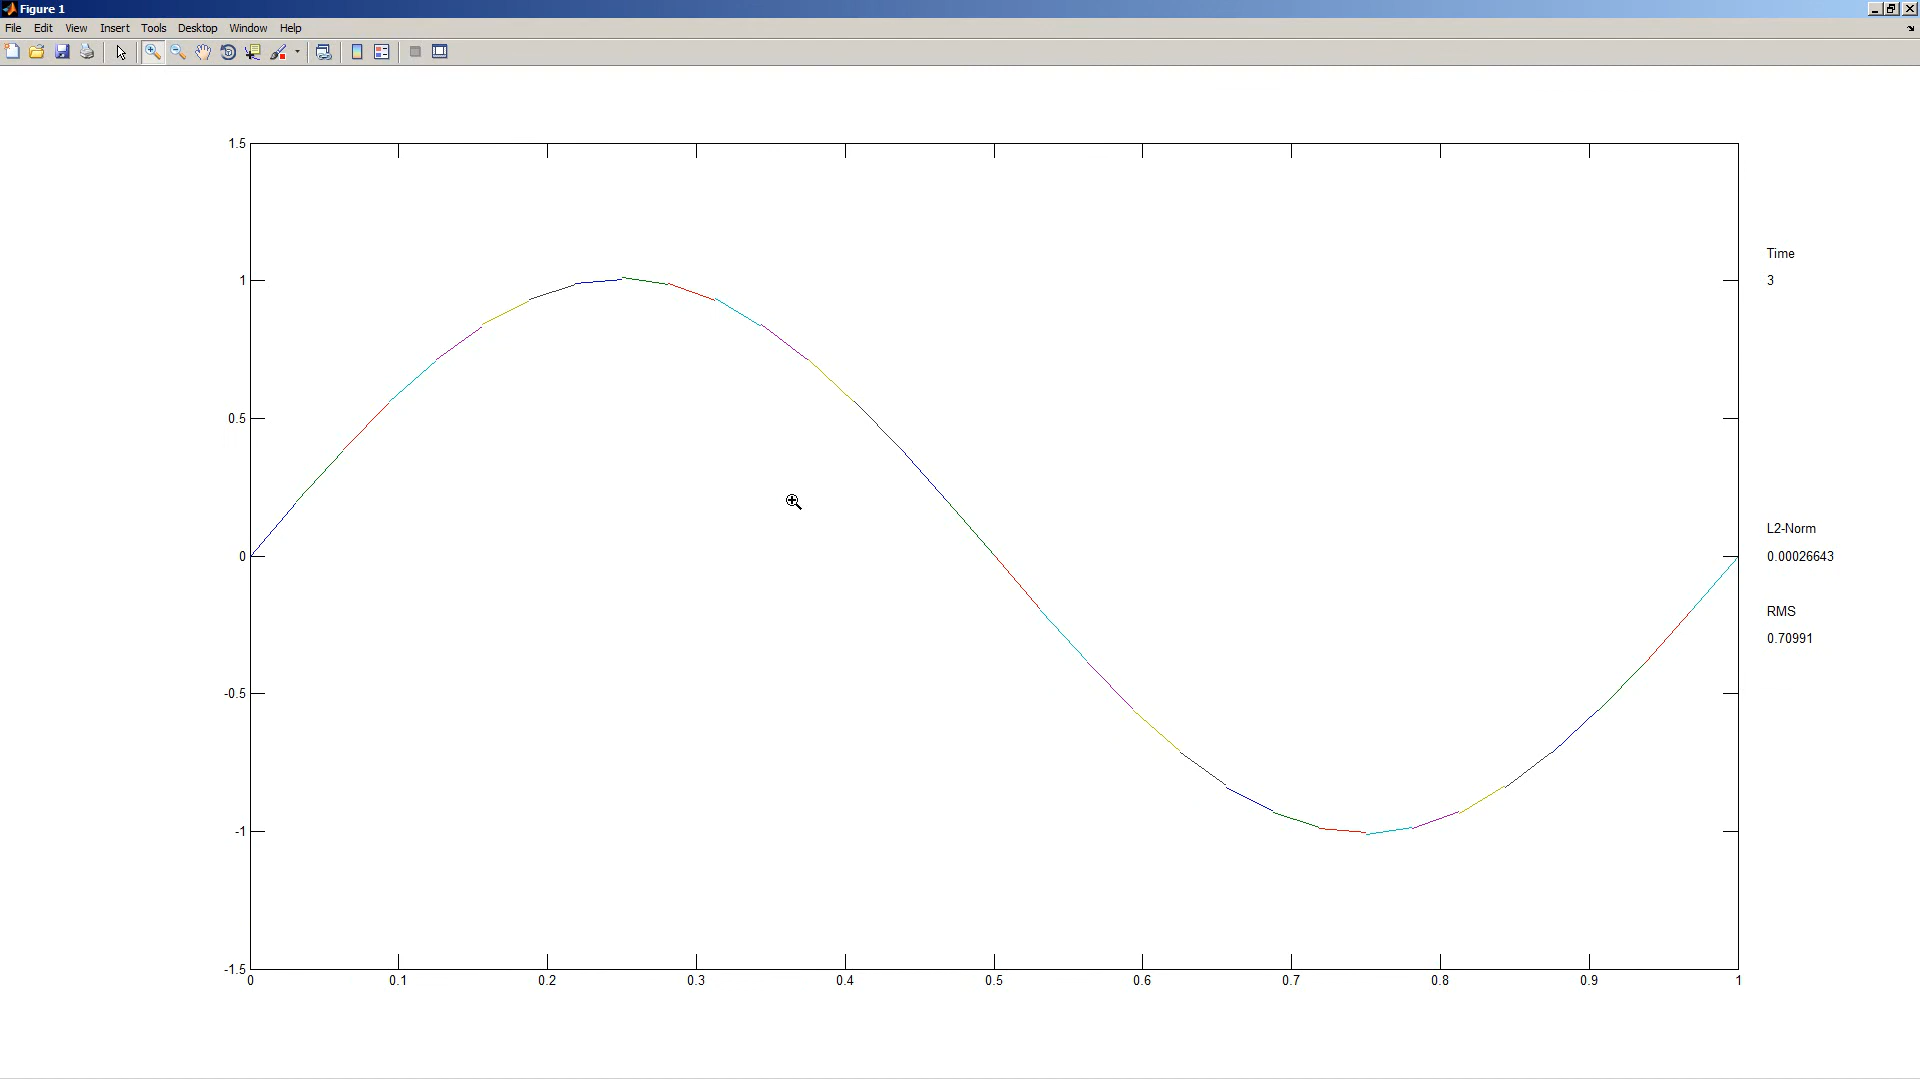 Figure 1
File Edit View Insert Tools Desktop Window Help
1.5
1
0.5
0
-0.5
-1
-1.5
0 0.1 0.2 0.3 0.4 0.5 0.6 0.7 0.8 0.9 1
Time
3
L2-Norm
0.00026643
RMS
0.70991